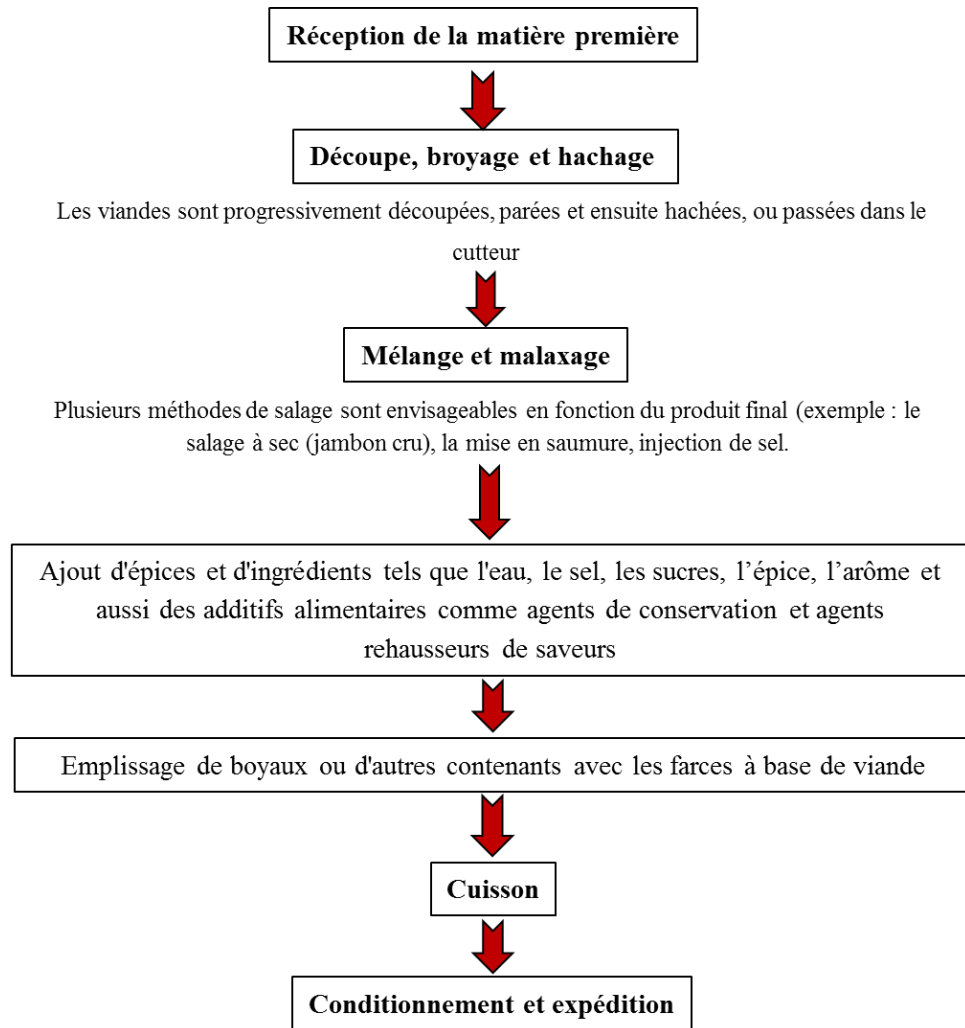 Réception de la matière première
Découpe, broyage et hachage
Les viandes sont progressivement découpées, parées et ensuite hachées, ou passées dans le
cutteur
Mélange et malaxage
Plusieurs méthodes de salage sont envisageables en fonction du produit final (exemple : le
salage à sec (jambon cru), la mise en saumure, injection de sel.
Ajout d'épices et d'ingrédients tels que l'eau, le sel, les sucres, l’épice, l’arôme et
aussi des additifs alimentaires comme agents de conservation et agents
rehausseurs de saveurs
Emplissage de boyaux ou d'autres contenants avec les farces à base de viande
Cuisson
Conditionnement et expédition